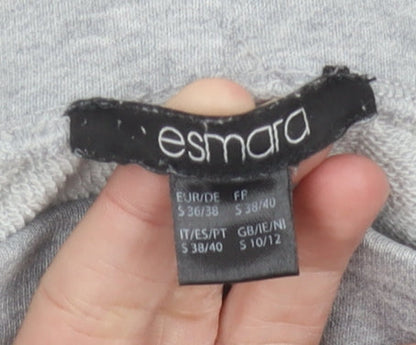 esmara
EUR/DE FR
S 36/38 S 38/40
IT/ES/PT GB/IE/NI
S 38/40 S 10/12